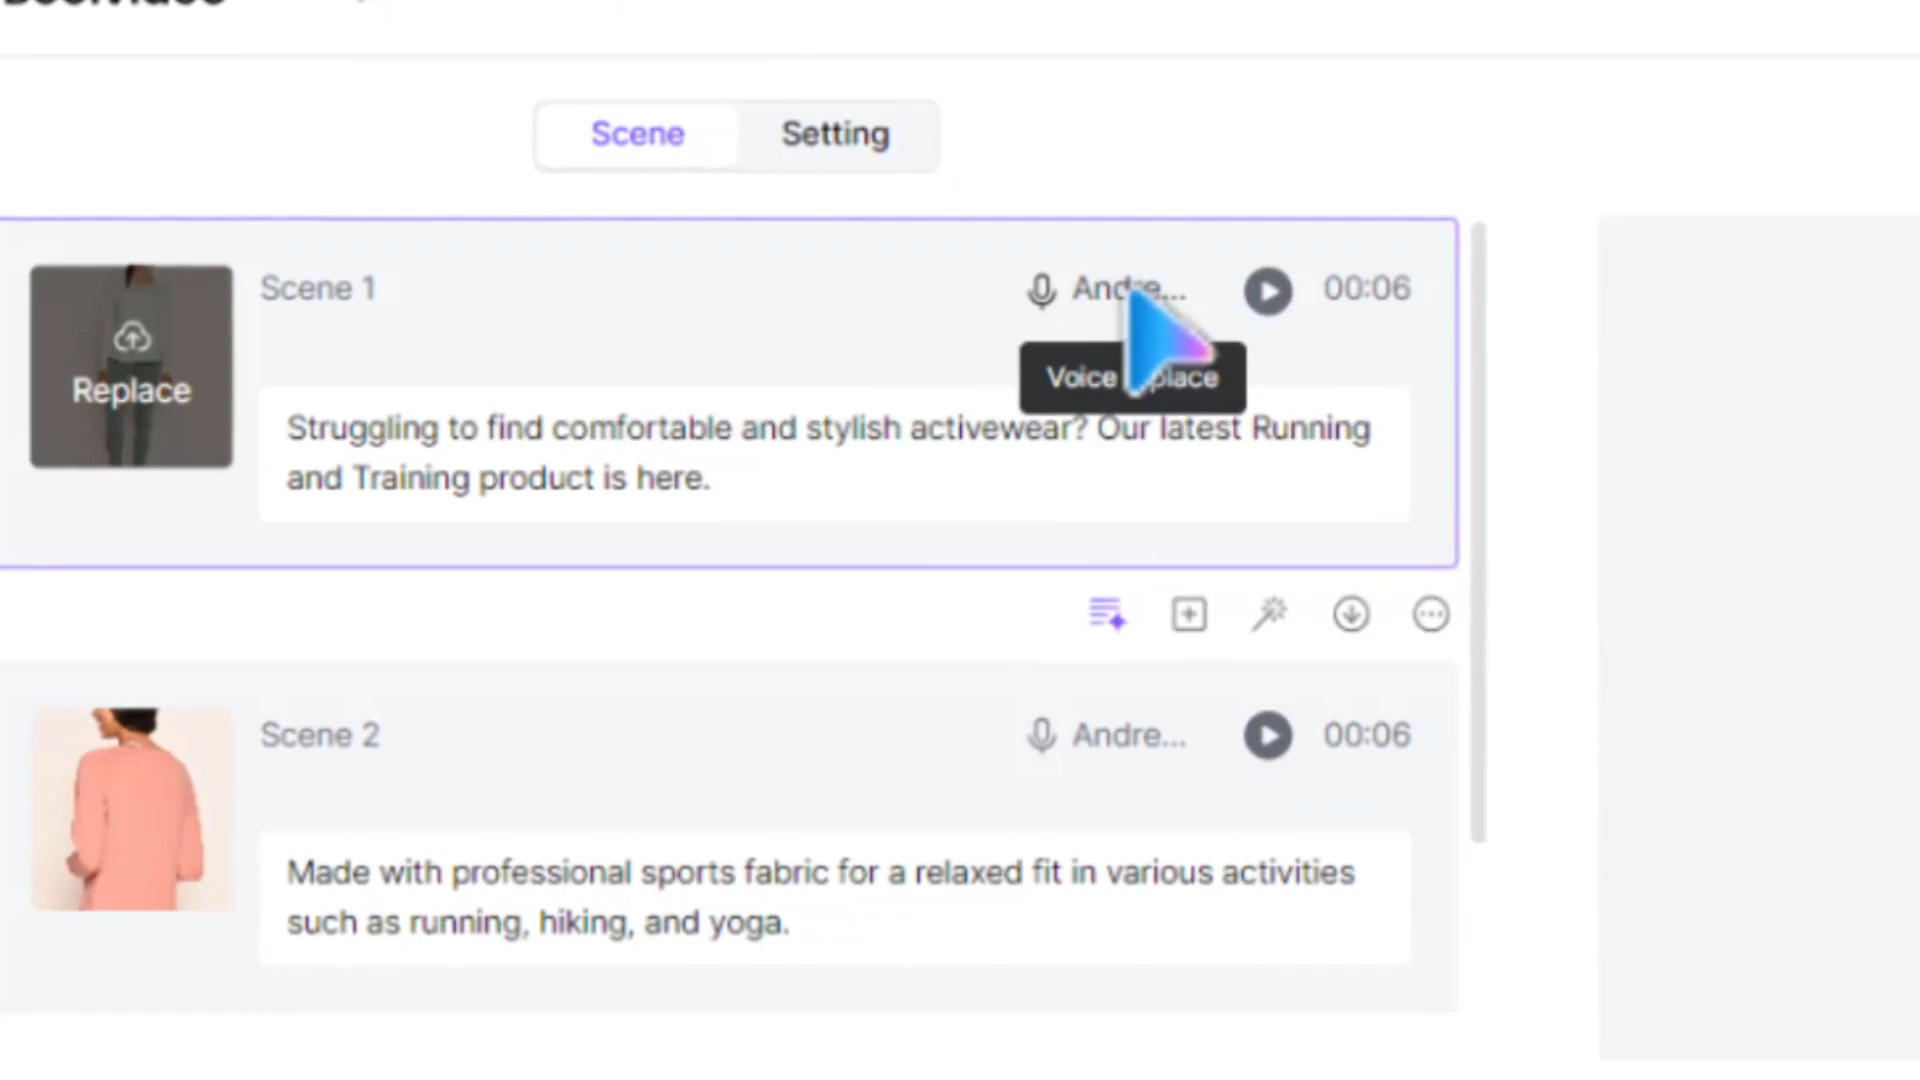 Scene Setting
Scene 1 Andre... 00:06
Replace
Voice
Struggling to find comfortable and stylish activewear? Our latest Running
and Training product is here.
Scene 2 Andre... 00:06
Made with professional sports fabric for a relaxed fit in various activities
such as running, hiking, and yoga.